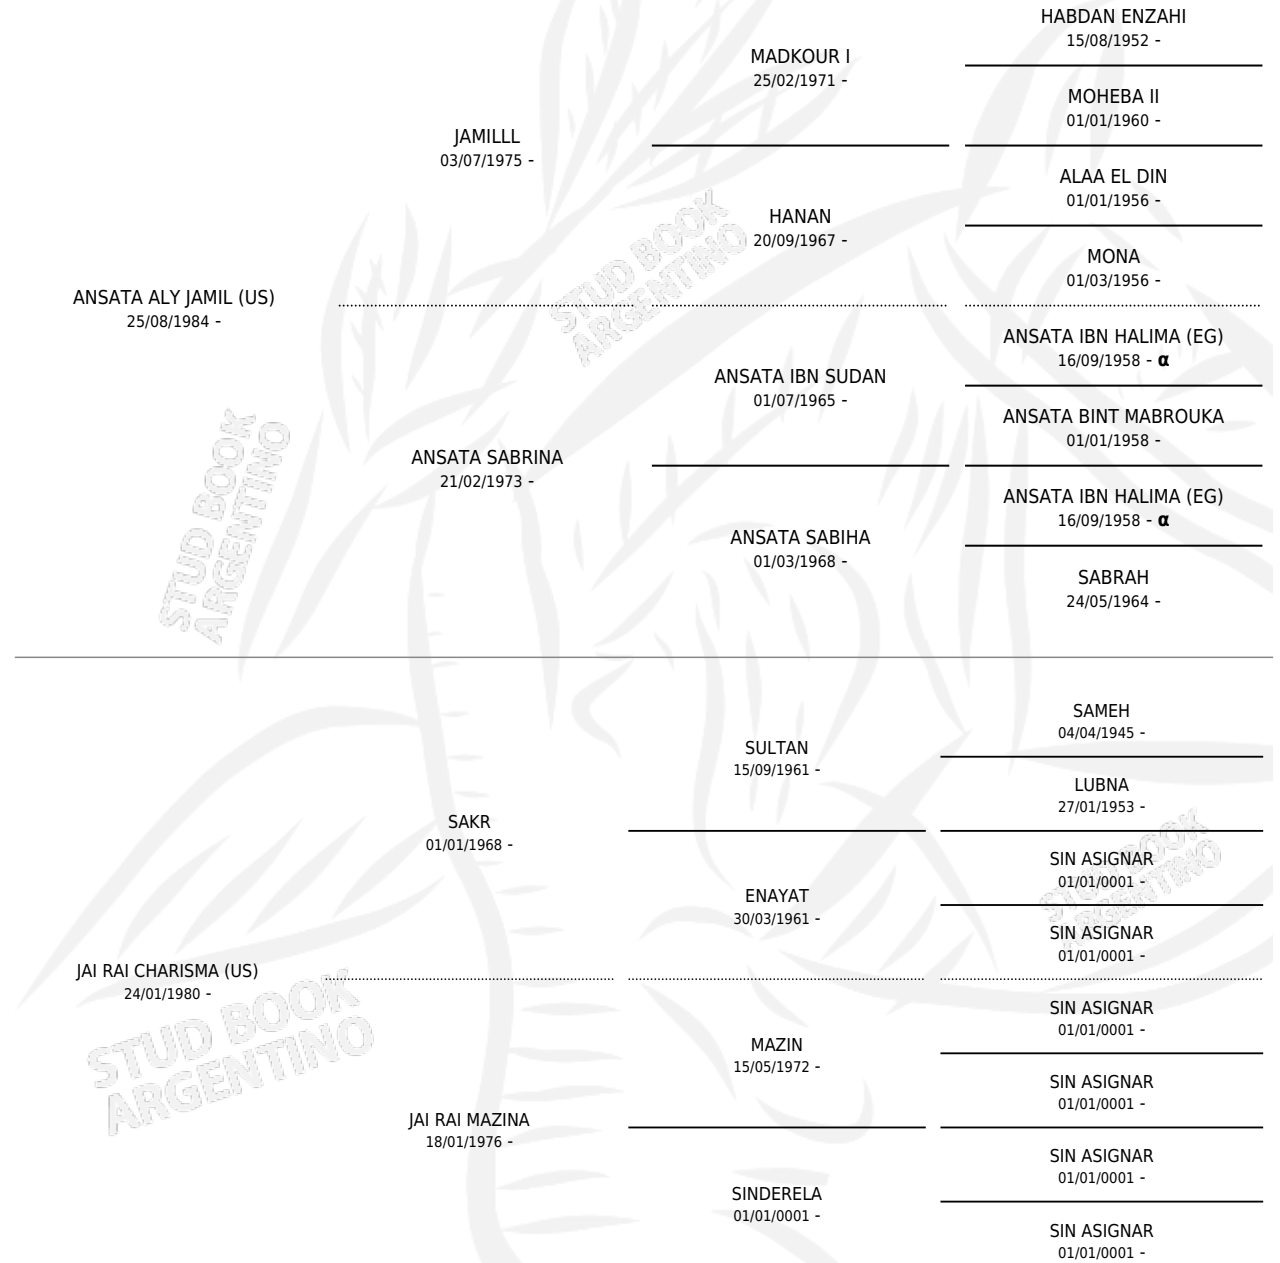 HABDAN ENZAHI
15/08/1952 -
MADKOUR I
25/02/1971 -
MOHEBA II
01/01/1960 -
JAMILLL
03/07/1975 -
ALAA EL DIN
01/01/1956 -
HANAN
20/09/1967 -
MONA
01/03/1956 -
ANSATA ALY JAMIL (US)
25/08/1984 -
ANSATA IBN HALIMA (EG)
16/09/1958 - α
ANSATA IBN SUDAN
01/07/1965 -
ANSATA BINT MABROUKA
01/01/1958 -
ANSATA SABRINA
21/02/1973 -
ANSATA IBN HALIMA (EG)
16/09/1958 - α
ANSATA SABIHA
01/03/1968 -
SABRAH
24/05/1964 -
SAMEH
04/04/1945 -
SULTAN
15/09/1961 -
LUBNA
27/01/1953 -
SAKR
01/01/1968 -
SIN ASIGNAR
01/01/0001 -
ENAYAT
30/03/1961 -
SIN ASIGNAR
01/01/0001 -
JAI RAI CHARISMA (US)
24/01/1980 -
SIN ASIGNAR
01/01/0001 -
MAZIN
15/05/1972 -
SIN ASIGNAR
01/01/0001 -
JAI RAI MAZINA
18/01/1976 -
SIN ASIGNAR
01/01/0001 -
SINDERELA
01/01/0001 -
SIN ASIGNAR
01/01/0001 -
STUD BOOK
ARGENTINO
STUD BOOK
ARGENTINO
STUD BOOK
ARGENTINO
STUD BOOK
ARGENTINO